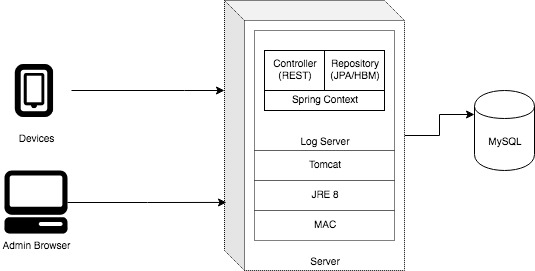 Controller
(REST)
Repository
(JPA/HBM)
Spring Context
Devices
Log Server
MySQL
Tomcat
JRE 8
MAC
Admin Browser
Server